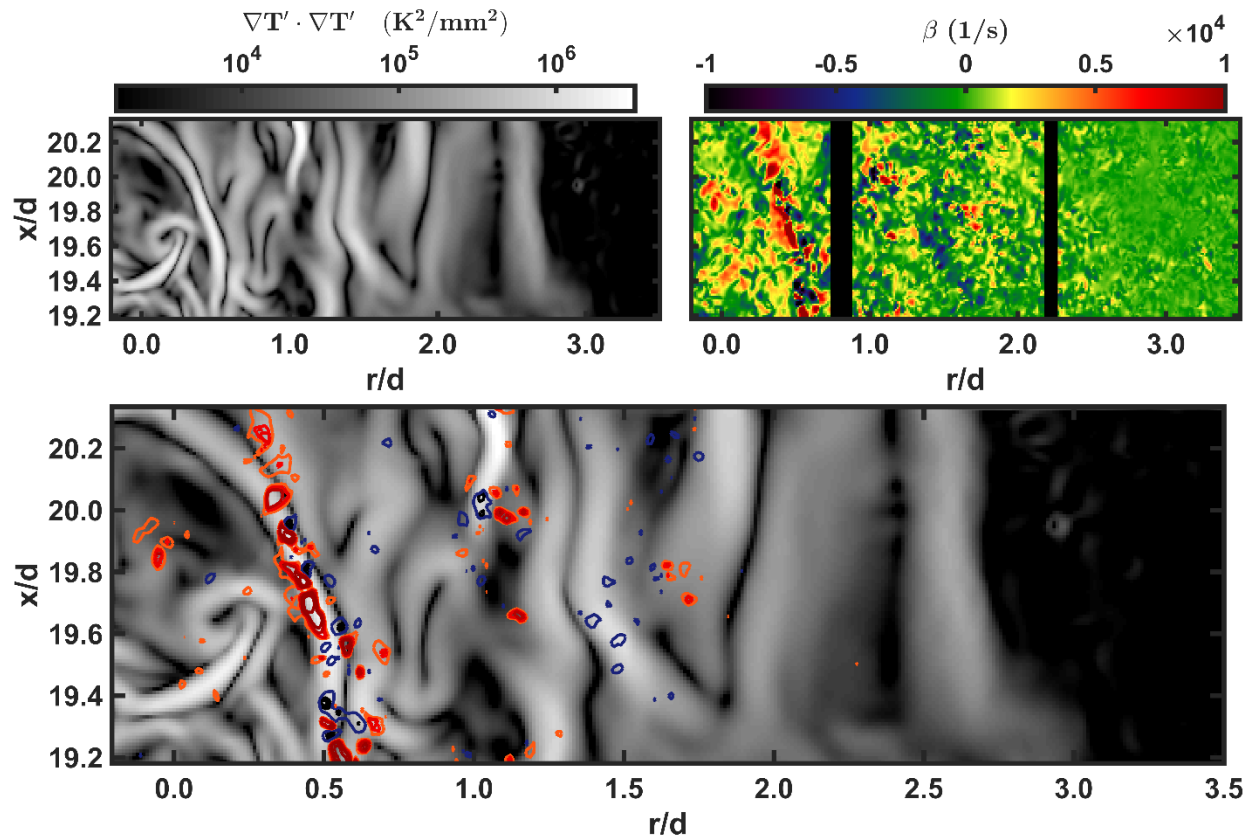 ∇T′ · ∇T′ (K²/mm²)
10⁴ 10⁵ 10⁶
β (1/s) ×10⁴
-1 -0.5 0 0.5 1
20.2
20.0
19.8
19.6
19.4
19.2
x/d
0.0 1.0 2.0 3.0
r/d
0.0 1.0 2.0 3.0
r/d
20.2
20.0
19.8
19.6
19.4
19.2
x/d
0.0 0.5 1.0 1.5 2.0 2.5 3.0 3.5
r/d